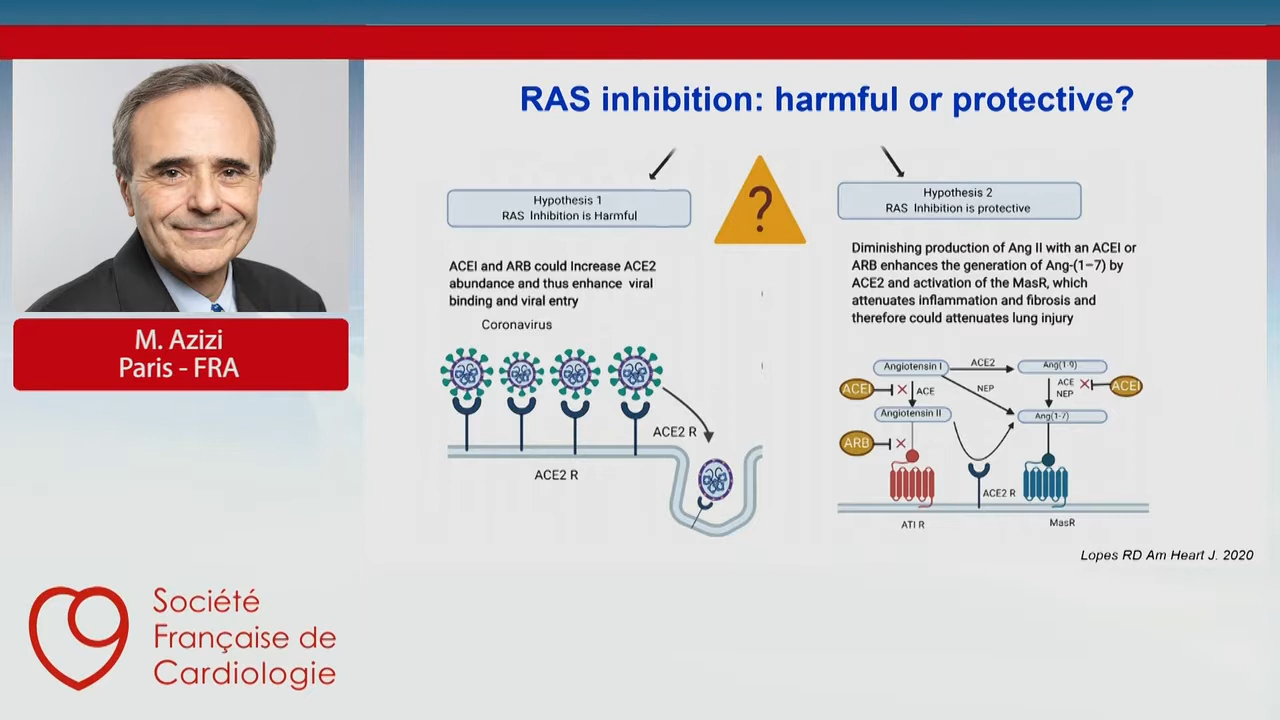 RAS inhibition: harmful or protective?
M. Azizi
Paris - FRA
Hypothesis 1
RAS Inhibition is Harmful
?
Hypothesis 2
RAS Inhibition is protective
ACEI and ARB could Increase ACE2
abundance and thus enhance viral
binding and viral entry
Coronavirus
ACE2 R
ACE2 R
Diminishing production of Ang II with an ACEI or
ARB enhances the generation of Ang-(1–7) by
ACE2 and activation of the MasR, which
attenuates inflammation and fibrosis and
therefore could attenuates lung injury
Angiotensin I
ACE2
Ang(1-9)
ACEI
ACE
NEP
ACE
NEP
ACEI
Angiotensin II
Ang(1-7)
ARB
ACE2 R
ATI R
MasR
Lopes RD Am Heart J. 2020
Société
Française de
Cardiologie